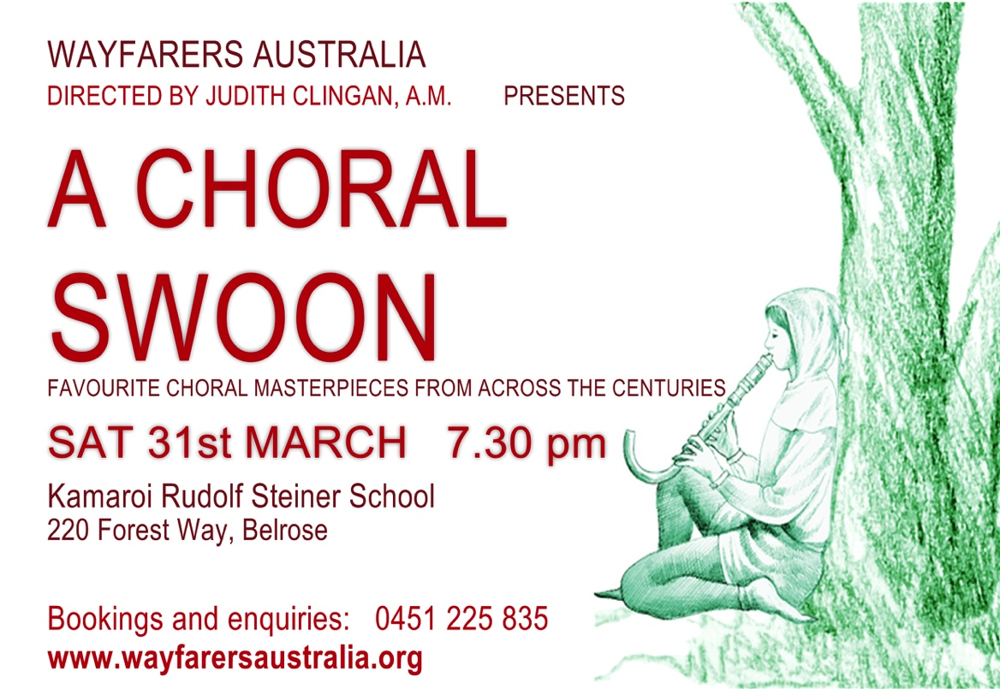 WAYFARERS AUSTRALIA
DIRECTED BY JUDITH CLINGAN, A.M. PRESENTS
A CHORAL
SWOON
FAVOURITE CHORAL MASTERPIECES FROM ACROSS THE CENTURIES
SAT 31st MARCH 7.30 pm
Kamaroi Rudolf Steiner School
220 Forest Way, Belrose
Bookings and enquiries: 0451 225 835
www.wayfarersaustralia.org